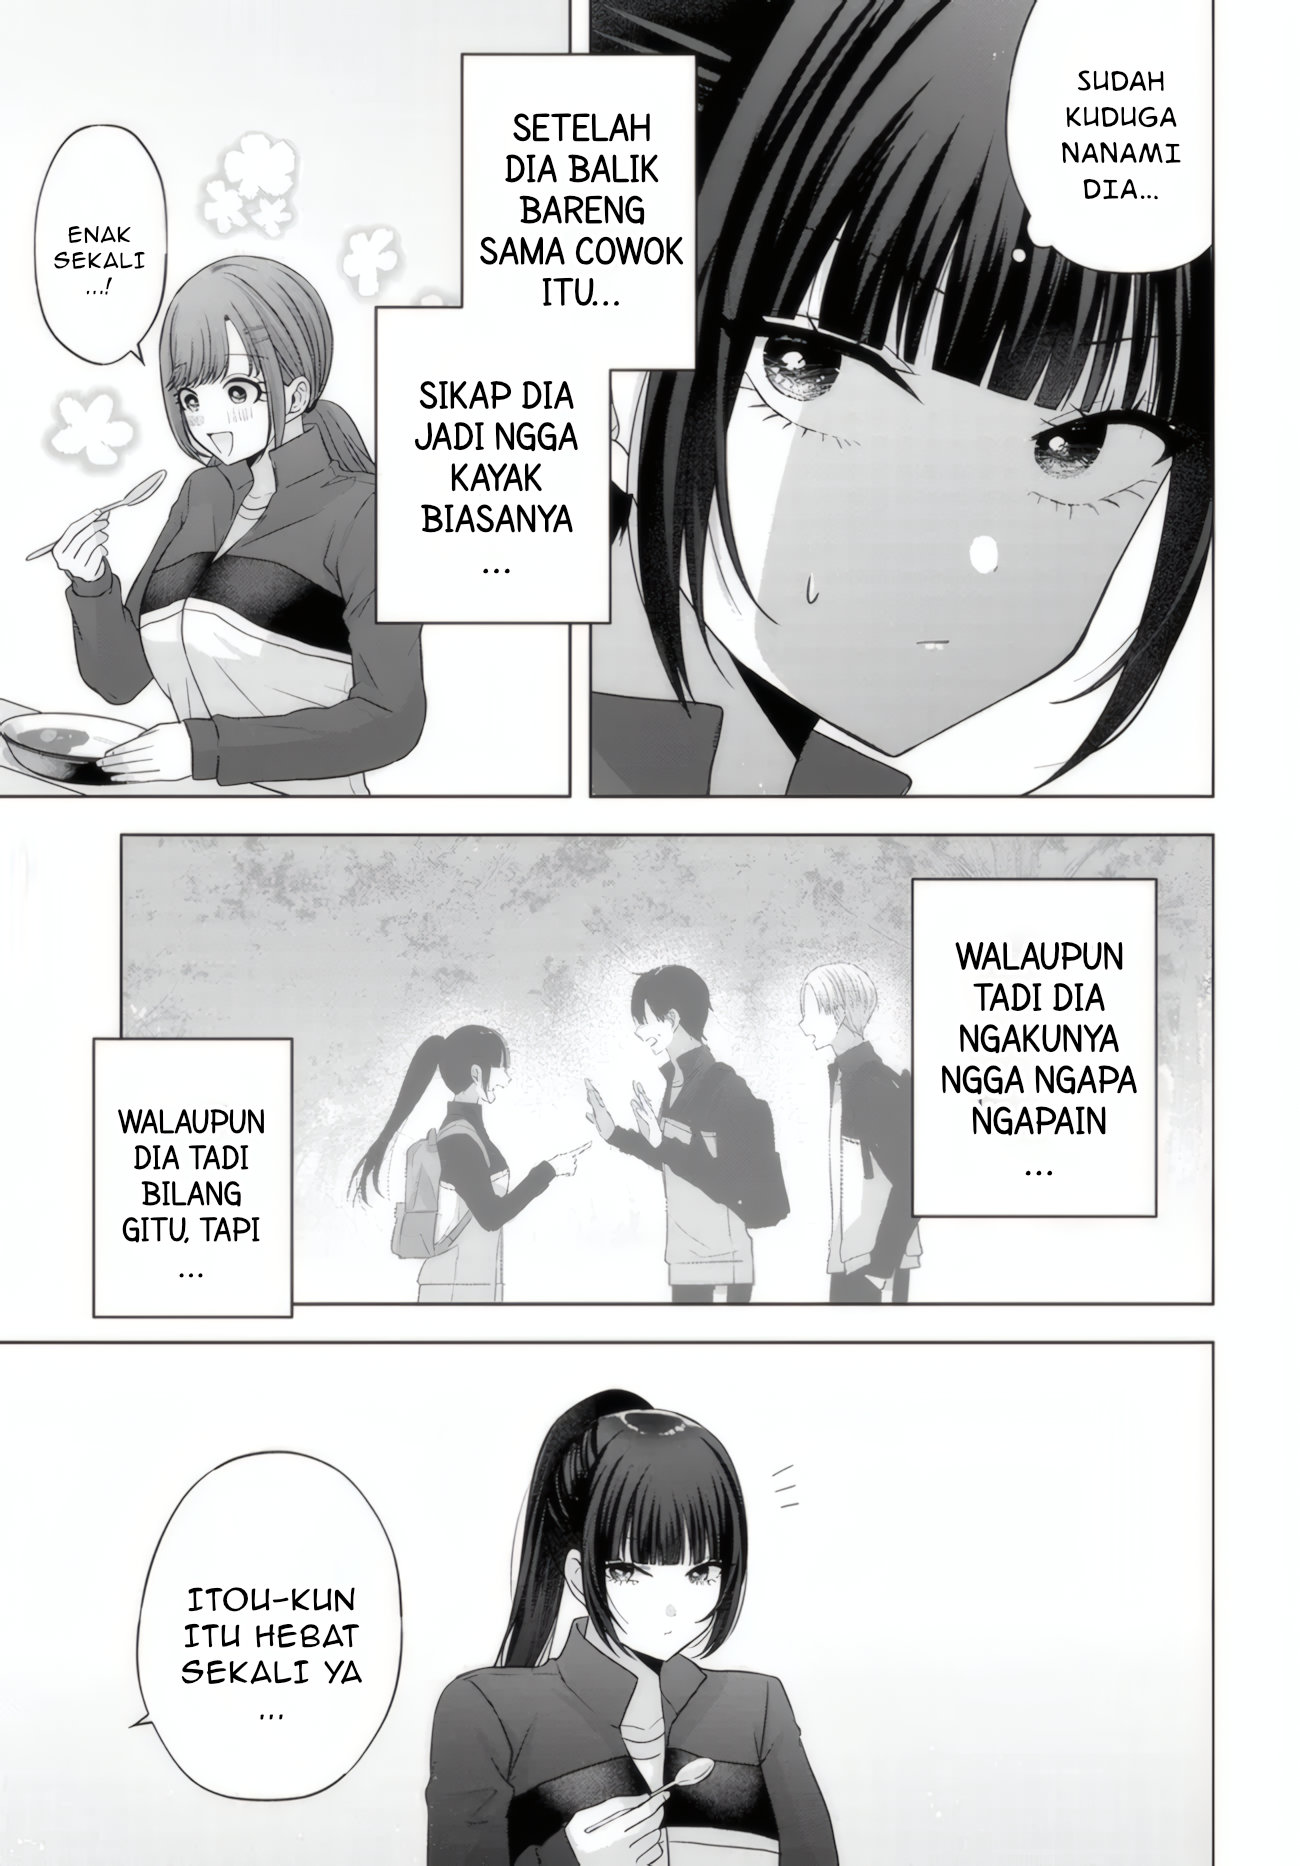 SUDAH
KUDUGA
NANAMI
DIA...
SETELAH
DIA BALIK
BARENG
SAMA COWOK
ITU...
SIKAP DIA
JADI NGGA
KAYAK
BIASANYA
...
ENAK
SEKALI
...!
WALAUPUN
TADI DIA
NGAKUNYA
NGGA NGAPA
NGAPAIN
...
WALAUPUN
DIA TADI
BILANG
GITU, TAPI
...
ITOU-KUN
ITU HEBAT
SEKALI YA
...